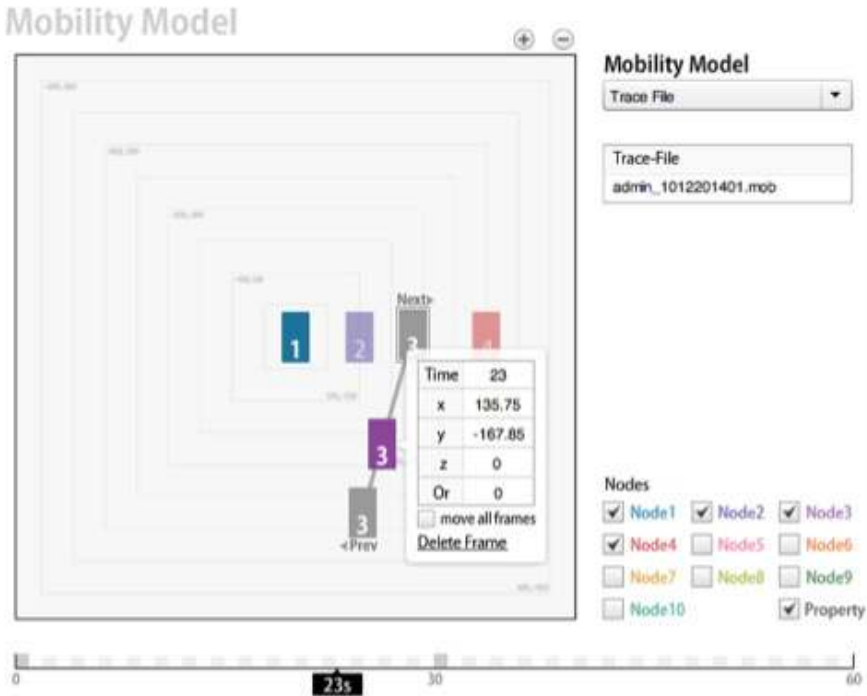 Mobility Model
Mobility Model
Trace File
Trace-File
admin_1012201401.mob
Next▸
1
2
3
4
Time 23
x 135.75
y -167.85
z 0
Or 0
move all frames
Delete Frame
3
3
◂Prev
Nodes
Node1 Node2 Node3
Node4 Node5 Node6
Node7 Node8 Node9
Node10 Property
0 23s 30 60